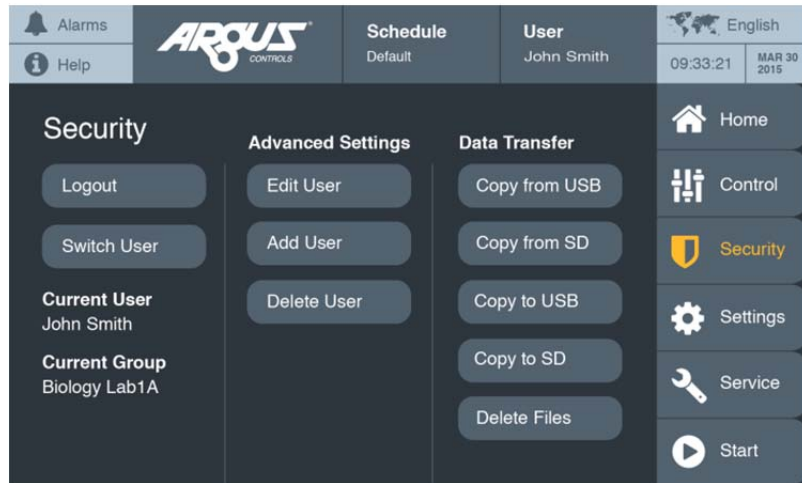 Alarms
Help
ARGUS
CONTROLS
Schedule
Default
User
John Smith
English
09:33:21
MAR 30
2015
Security
Logout
Switch User
Current User
John Smith
Current Group
Biology Lab1A
Advanced Settings
Edit User
Add User
Delete User
Data Transfer
Copy from USB
Copy from SD
Copy to USB
Copy to SD
Delete Files
Home
Control
Security
Settings
Service
Start